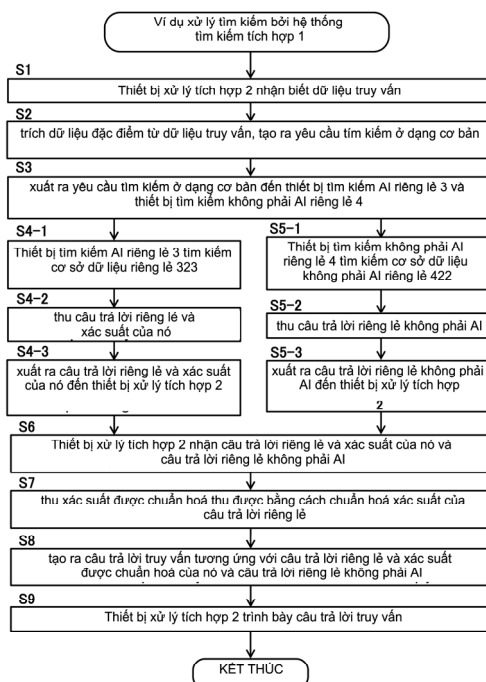 Ví dụ xử lý tìm kiếm bởi hệ thống
tìm kiếm tích hợp 1
S1
Thiết bị xử lý tích hợp 2 nhận biết dữ liệu truy vấn
S2
trích dữ liệu đặc điểm từ dữ liệu truy vấn, tạo ra yêu cầu tím kiếm ở dạng cơ bản
S3
xuất ra yêu cầu tìm kiếm ở dạng cơ bản đến thiết bị tìm kiếm AI riêng lẻ 3 và
thiết bị tìm kiếm không phải AI riêng lẻ 4
S4-1
Thiết bị tìm kiếm AI riêng lẻ 3 tìm kiếm
cơ sở dữ liệu riêng lẻ 323
S4-2
thu câu trả lời riêng lẻ và
xác suất của nó
S4-3
xuất ra câu trả lời riêng lẻ và xác suất
của nó đến thiết bị xử lý tích hợp 2
S5-1
Thiết bị tìm kiếm không phải AI
riêng lẻ 4 tìm kiếm cơ sở dữ liệu
không phải AI riêng lẻ 422
S5-2
thu câu trả lời riêng lẻ không phải AI
S5-3
xuất ra câu trả lời riêng lẻ không phải
AI đến thiết bị xử lý tích hợp
2
S6
Thiết bị xử lý tích hợp 2 nhận câu trả lời riêng lẻ và xác suất của nó và
câu trả lời riêng lẻ không phải AI
S7
thu xác suất được chuẩn hoá thu được bằng cách chuẩn hoá xác suất của
câu trả lời riêng lẻ
S8
tạo ra câu trả lời truy vấn tương ứng với câu trả lời riêng lẻ và xác suất
được chuẩn hoá của nó và câu trả lời riêng lẻ không phải AI
S9
Thiết bị xử lý tích hợp 2 trình bày câu trả lời truy vấn
KẾT THÚC